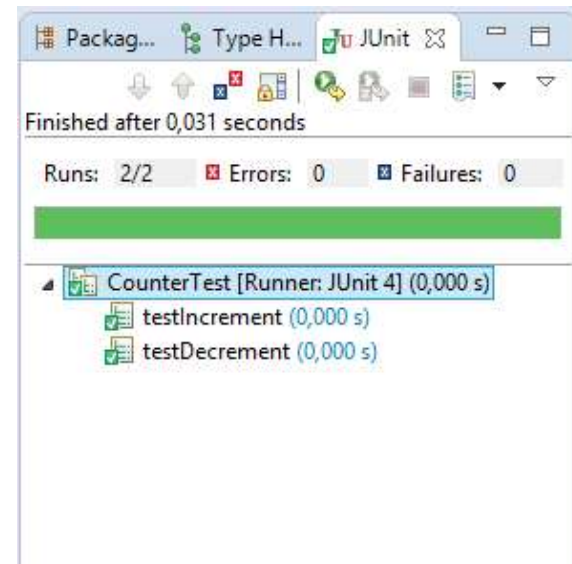 Packag... Type H... JUnit
Finished after 0,031 seconds
Runs: 2/2 Errors: 0 Failures: 0
CounterTest [Runner: JUnit 4] (0,000 s)
testIncrement (0,000 s)
testDecrement (0,000 s)